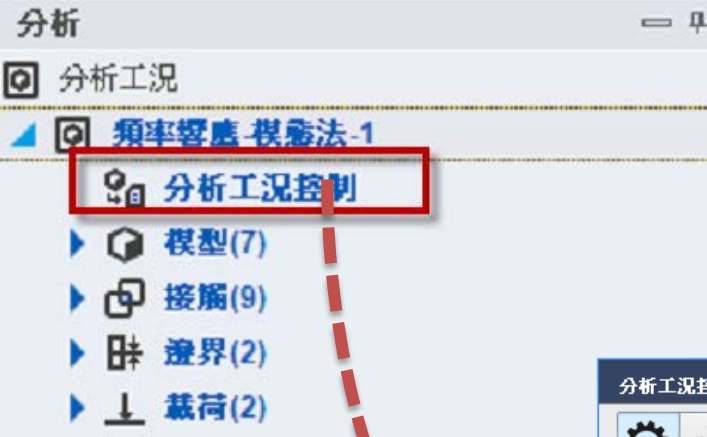 分析
分析工況
頻率響應-模態法-1
分析工況控制
模型(7)
接觸(9)
邊界(2)
載荷(2)
分析工況控